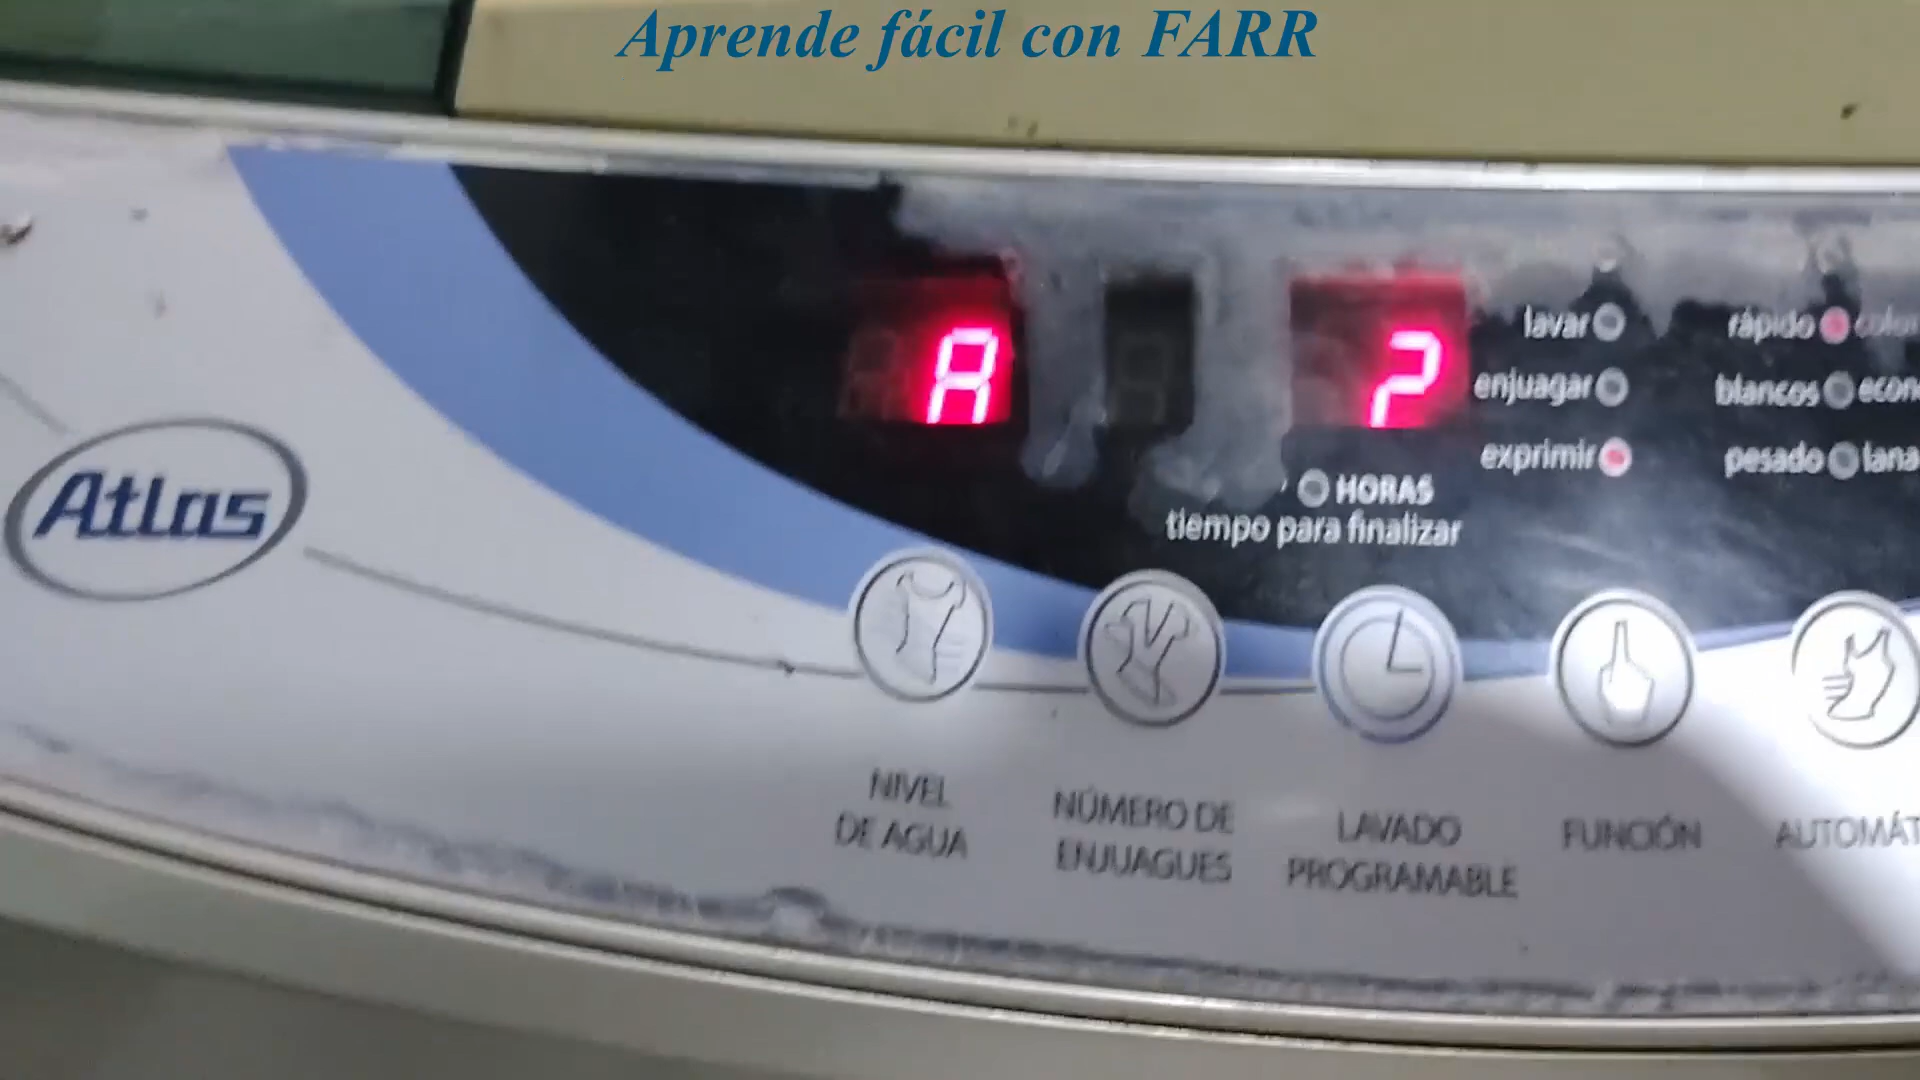 Aprende fácil con FARR
A 2
lavar
rápido
enjuagar
blancos
exprimir
pesado
HORAS
tiempo para finalizar
Atlas
NIVEL
DE AGUA
NÚMERO DE
ENJUAGUES
LAVADO
PROGRAMABLE
FUNCIÓN